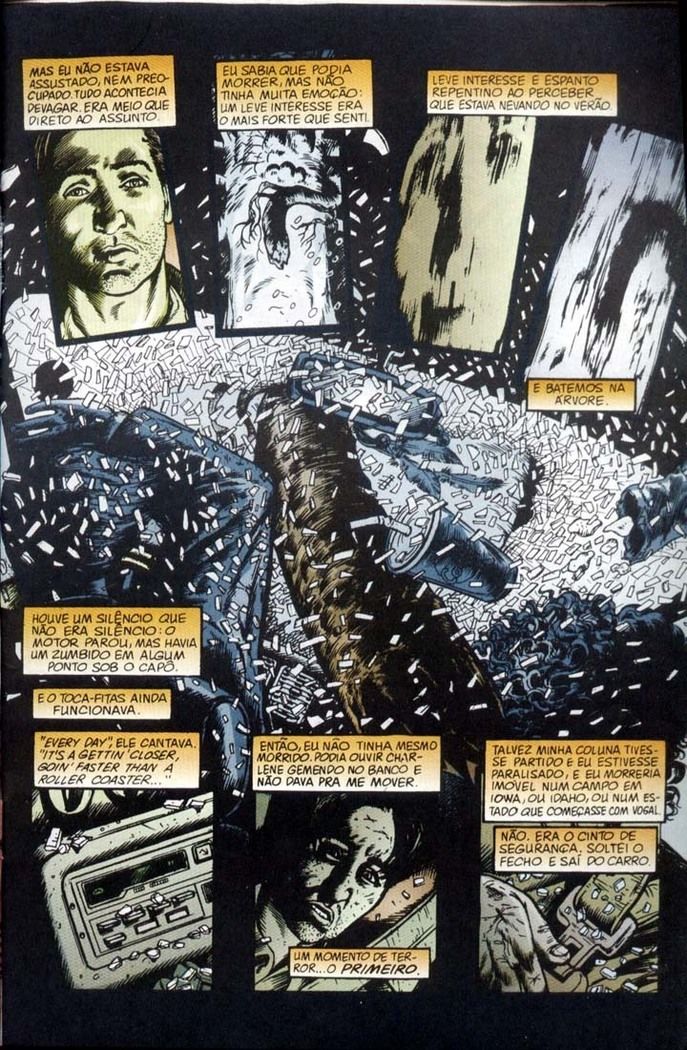 MAS EU NÃO ESTAVA
ASSUSTADO, NEM PREO-
CUPADO. TUDO ACONTECIA
DEVAGAR. ERA MEIO QUE
DIRETO AO ASSUNTO.
EU SABIA QUE PODIA
MORRER, MAS NÃO
TINHA MUITA EMOÇÃO:
UM LEVE INTERESSE ERA
O MAIS FORTE QUE SENTI.
LEVE INTERESSE E ESPANTO
REPENTINO AO PERCEBER
QUE ESTAVA NEVANDO NO VERÃO.
E BATEMOS NA
ÁRVORE.
HOUVE UM SILÊNCIO QUE
NÃO ERA SILÊNCIO: O
MOTOR PAROU, MAS HAVIA
UM ZUMBIDO EM ALGUM
PONTO SOB O CAPÔ.
E O TOCA-FITAS AINDA
FUNCIONAVA.
"EVERY DAY", ELE CANTAVA.
"IT'S A GETTIN' CLOSER,
GOIN' FASTER THAN A
ROLLER COASTER..."
ENTÃO, EU NÃO TINHA MESMO
MORRIDO. PODIA OUVIR CHAR-
LENE GEMENDO NO BANCO E
NÃO DAVA PRA ME MOVER.
UM MOMENTO DE TER-
ROR...O PRIMEIRO.
TALVEZ MINHA COLUNA TIVES-
SE PARTIDO E EU ESTIVESSE
PARALISADO, E EU MORRERIA
IMÓVEL NUM CAMPO EM
IOWA, OU IDAHO, OU NUM ES-
TADO QUE COMEÇASSE COM VOGAL.
NÃO. ERA O CINTO DE
SEGURANÇA. SOLTEI O
FECHO E SAÍ DO CARRO.